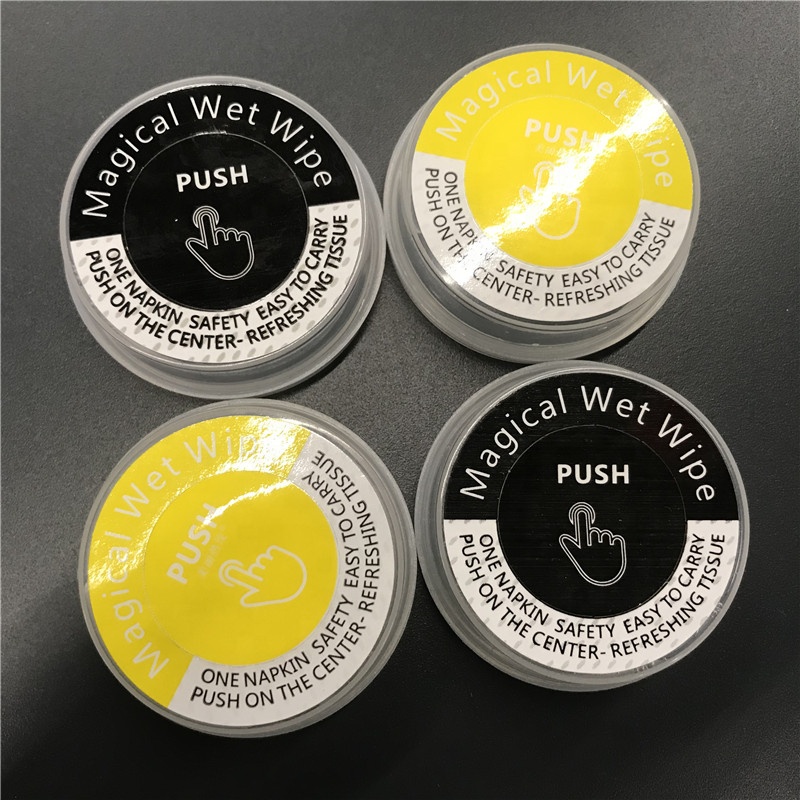 Magical Wet Wipe
PUSH
ONE NAPKIN SAFETY EASY TO CARRY
PUSH ON THE CENTER- REFRESHING TISSUE
Magical Wet Wipe
PUSH
ONE NAPKIN SAFETY EASY TO CARRY
PUSH ON TH CENTER- REFRESHING TISSUE
Magical Wet Wipe
PUSH
ONE NAPKIN SAFETY EASY TO CARRY
PUSH ON THE CENTER- REFRESHING TISSUE
Magical Wet Wipe
PUSH
ONE NAPKIN SAFETY EASY TO CARRY
PUSH ON THE CENTER- REFRESHING TISSUE